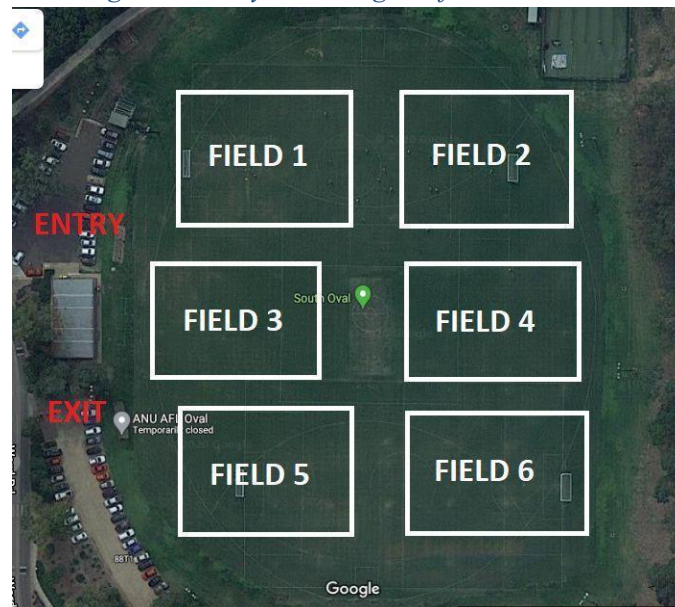 FIELD 1
FIELD 2
ENTRY
South Oval
FIELD 3
FIELD 4
EXIT
ANU AFL Oval
Temporarily closed
FIELD 5
FIELD 6
88T1
Google